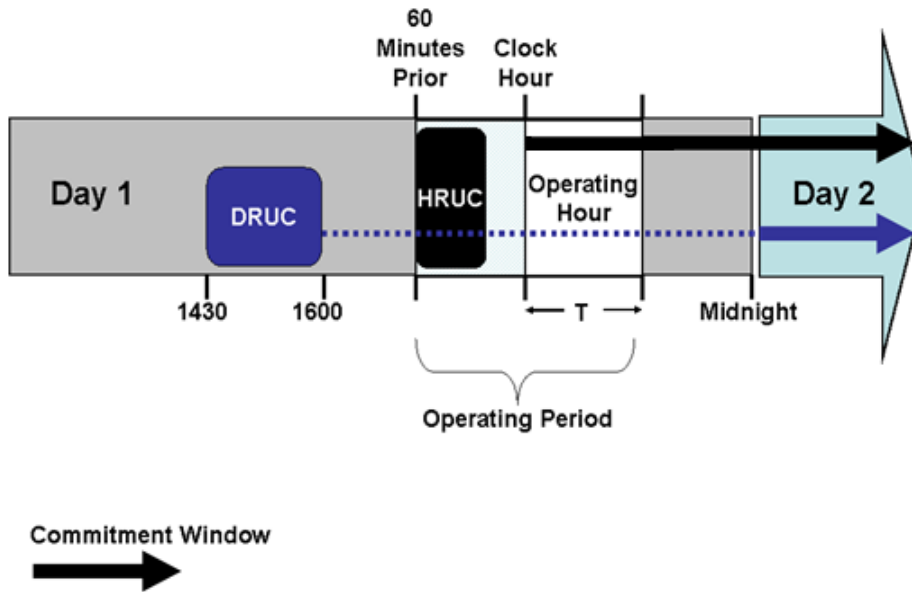 60
Minutes
Prior
Clock
Hour
Day 1
DRUC
HRUC
Operating
Hour
Day 2
1430
1600
T
Midnight
Operating Period
Commitment Window